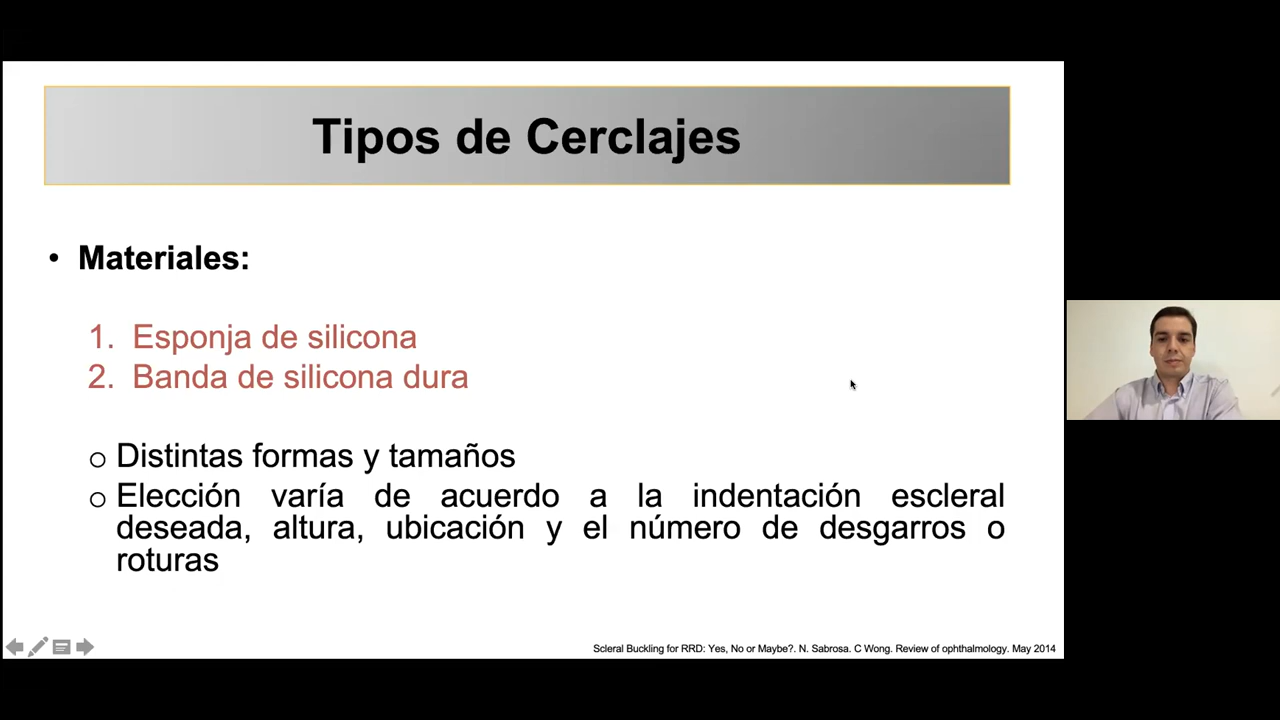 Tipos de Cerclajes
• Materiales:
1. Esponja de silicona
2. Banda de silicona dura
o Distintas formas y tamaños
o Elección varía de acuerdo a la indentación escleral
deseada, altura, ubicación y el número de desgarros o
roturas
Scleral Buckling for RRD: Yes, No or Maybe?. N. Sabrosa. C Wong. Review of ophthalmology. May 2014